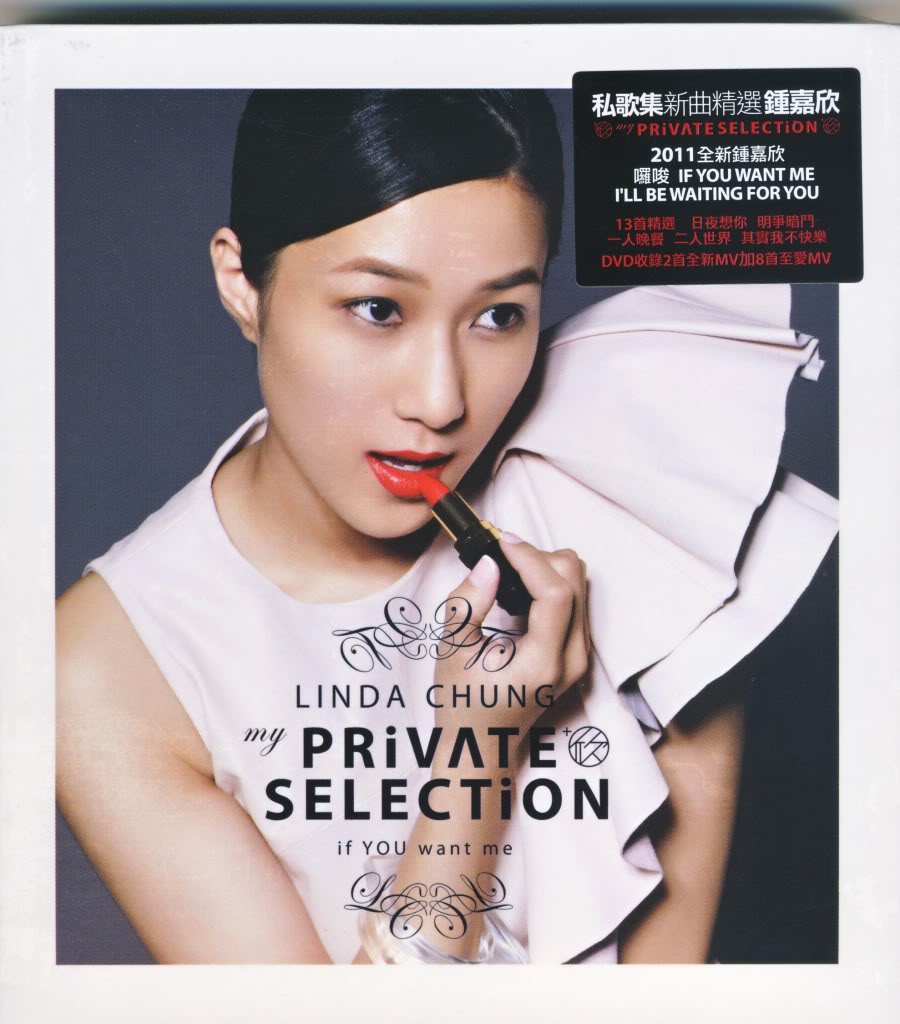 私歌集新曲精選鍾嘉欣
my PRiVATE SELECTiON
2011全新鍾嘉欣
囉唆 IF YOU WANT ME
I'LL BE WAITING FOR YOU
13首精選 日夜想你 明爭暗鬥
一人晚餐 二人世界 其實我不快樂
DVD收錄2首全新MV加8首至愛MV
LINDA CHUNG
my PRiVATE
SELECTiON
if YOU want me